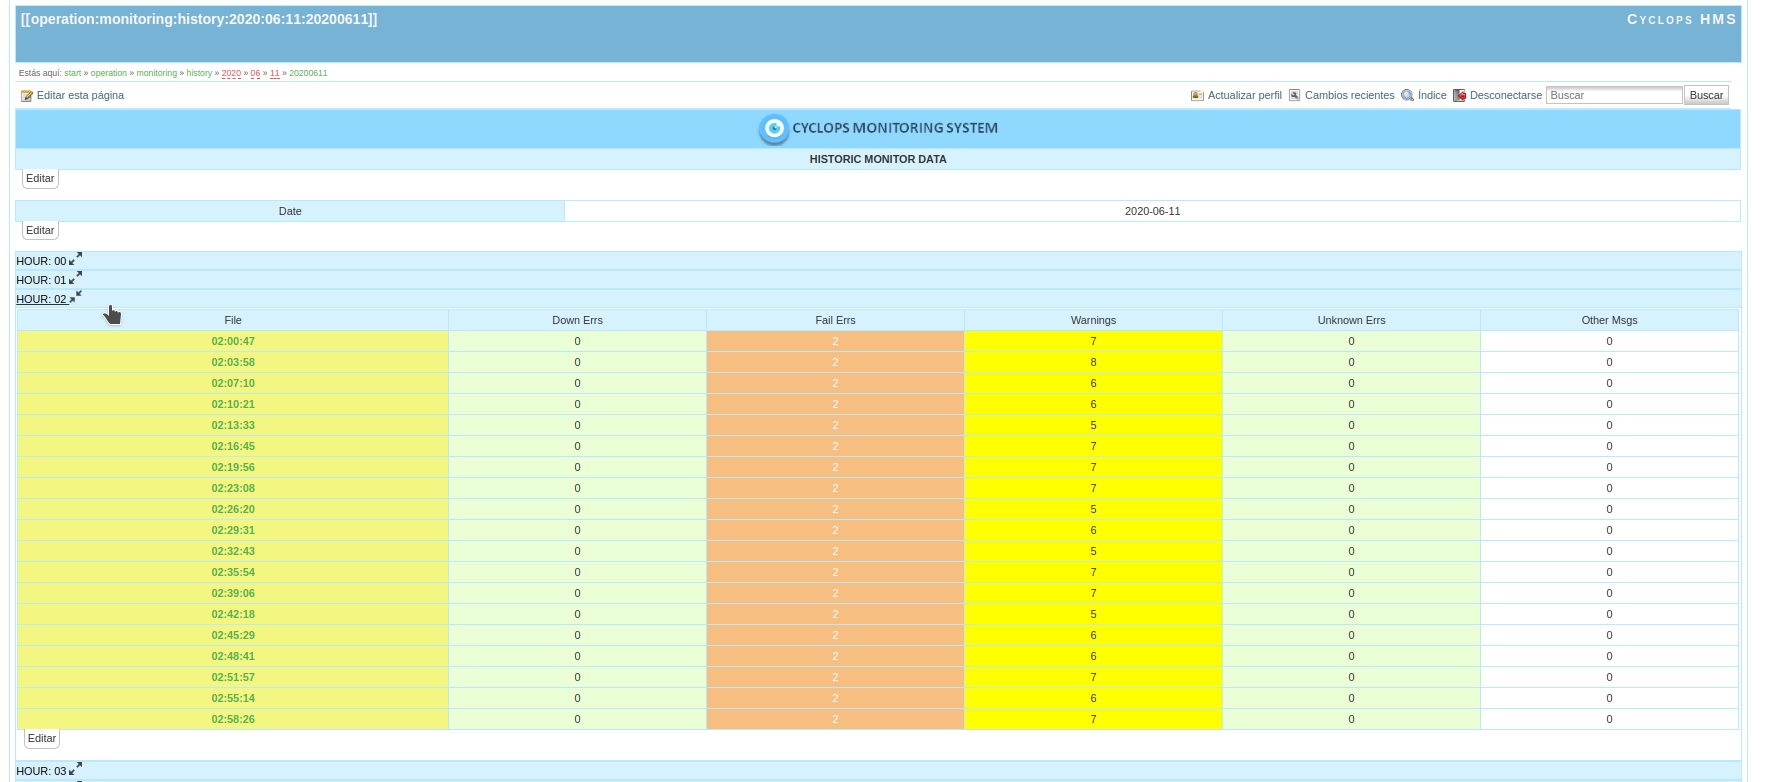 [[operation:monitoring:history:2020:06:11:20200611]] Cyclops HMS
Estás aquí: start » operation » monitoring » history » 2020 » 06 » 11 » 20200611
Editar esta página Actualizar perfil Cambios recientes Índice Desconectarse Buscar Buscar
CYCLOPS MONITORING SYSTEM
HISTORIC MONITOR DATA
Editar
Date 2020-06-11
Editar
HOUR: 00
HOUR: 01
HOUR: 02
File Down Errs Fail Errs Warnings Unknown Errs Other Msgs
02:00:47 0 2 7 0 0
02:03:58 0 2 8 0 0
02:07:10 0 2 6 0 0
02:10:21 0 2 6 0 0
02:13:33 0 2 5 0 0
02:16:45 0 2 7 0 0
02:19:56 0 2 7 0 0
02:23:08 0 2 7 0 0
02:26:20 0 2 5 0 0
02:29:31 0 2 6 0 0
02:32:43 0 2 5 0 0
02:35:54 0 2 7 0 0
02:39:06 0 2 7 0 0
02:42:18 0 2 5 0 0
02:45:29 0 2 6 0 0
02:48:41 0 2 6 0 0
02:51:57 0 2 7 0 0
02:55:14 0 2 6 0 0
02:58:26 0 2 7 0 0
Editar
HOUR: 03